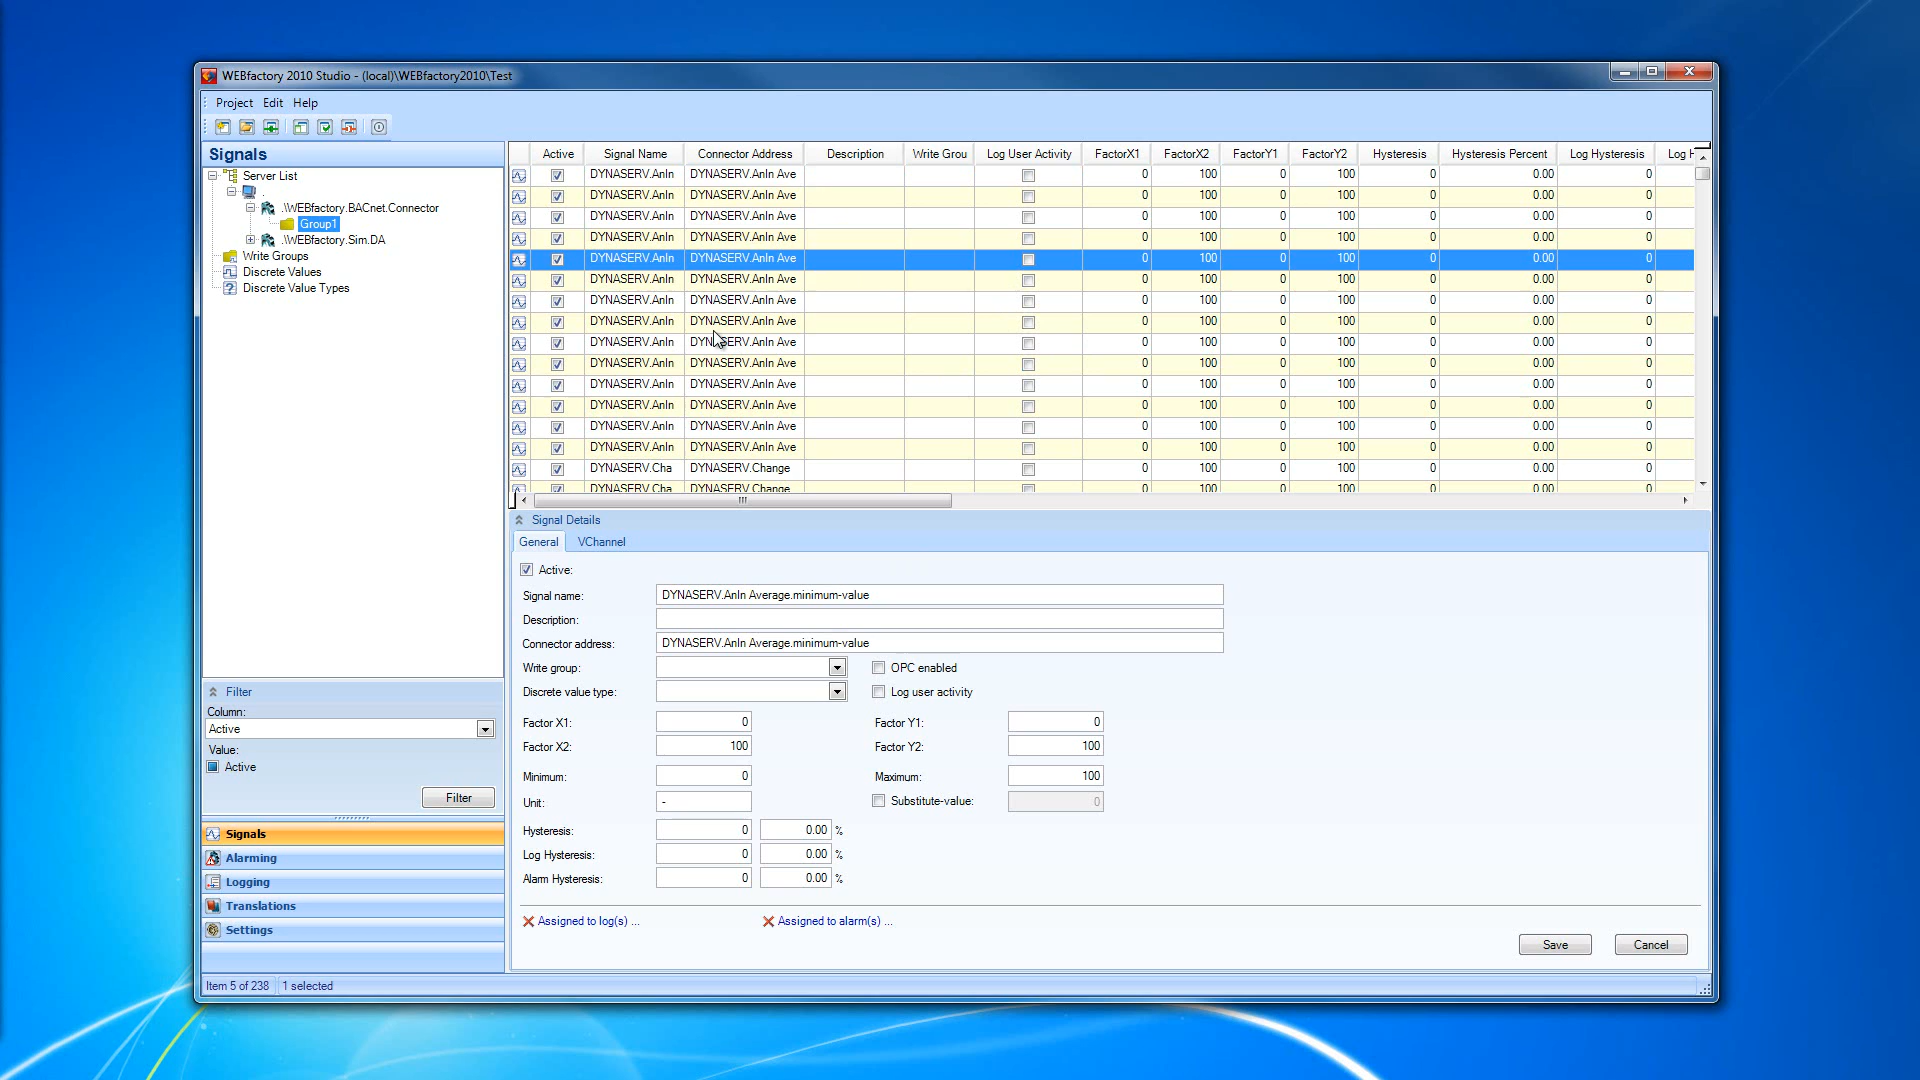 WEBfactory 2010 Studio - (local)\WEBfactory2010\Test
Project Edit Help
Signals
Server List
.
.\WEBfactory.BACnet.Connector
Group1
.\WEBfactory.Sim.DA
Write Groups
Discrete Values
Discrete Value Types
Active Signal Name Connector Address Description Write Grou Log User Activity FactorX1 FactorX2 FactorY1 FactorY2 Hysteresis Hysteresis Percent Log Hysteresis Log H
DYNASERV.AnIn DYNASERV.AnIn Ave 0 100 0 100 0 0.00 0
DYNASERV.AnIn DYNASERV.AnIn Ave 0 100 0 100 0 0.00 0
DYNASERV.AnIn DYNASERV.AnIn Ave 0 100 0 100 0 0.00 0
DYNASERV.AnIn DYNASERV.AnIn Ave 0 100 0 100 0 0.00 0
DYNASERV.AnIn DYNASERV.AnIn Ave 0 100 0 100 0 0.00 0
DYNASERV.AnIn DYNASERV.AnIn Ave 0 100 0 100 0 0.00 0
DYNASERV.AnIn DYNASERV.AnIn Ave 0 100 0 100 0 0.00 0
DYNASERV.AnIn DYNASERV.AnIn Ave 0 100 0 100 0 0.00 0
DYNASERV.AnIn DYNASERV.AnIn Ave 0 100 0 100 0 0.00 0
DYNASERV.AnIn DYNASERV.AnIn Ave 0 100 0 100 0 0.00 0
DYNASERV.AnIn DYNASERV.AnIn Ave 0 100 0 100 0 0.00 0
DYNASERV.AnIn DYNASERV.AnIn Ave 0 100 0 100 0 0.00 0
DYNASERV.AnIn DYNASERV.AnIn Ave 0 100 0 100 0 0.00 0
DYNASERV.AnIn DYNASERV.AnIn Ave 0 100 0 100 0 0.00 0
DYNASERV.Cha DYNASERV.Change 0 100 0 100 0 0.00 0
DYNASERV.Cha DYNASERV.Change 0 100 0 100 0 0.00 0
Signal Details
General VChannel
Active:
Signal name: DYNASERV.AnIn Average.minimum-value
Description:
Connector address: DYNASERV.AnIn Average.minimum-value
Write group: OPC enabled
Discrete value type: Log user activity
Factor X1: 0 Factor Y1: 0
Factor X2: 100 Factor Y2: 100
Minimum: 0 Maximum: 100
Unit: - Substitute-value: 0
Hysteresis: 0 0.00 %
Log Hysteresis: 0 0.00 %
Alarm Hysteresis: 0 0.00 %
Assigned to log(s) ... Assigned to alarm(s) ...
Save Cancel
Filter
Column:
Active
Value:
Active
Filter
Signals
Alarming
Logging
Translations
Settings
Item 5 of 238 1 selected